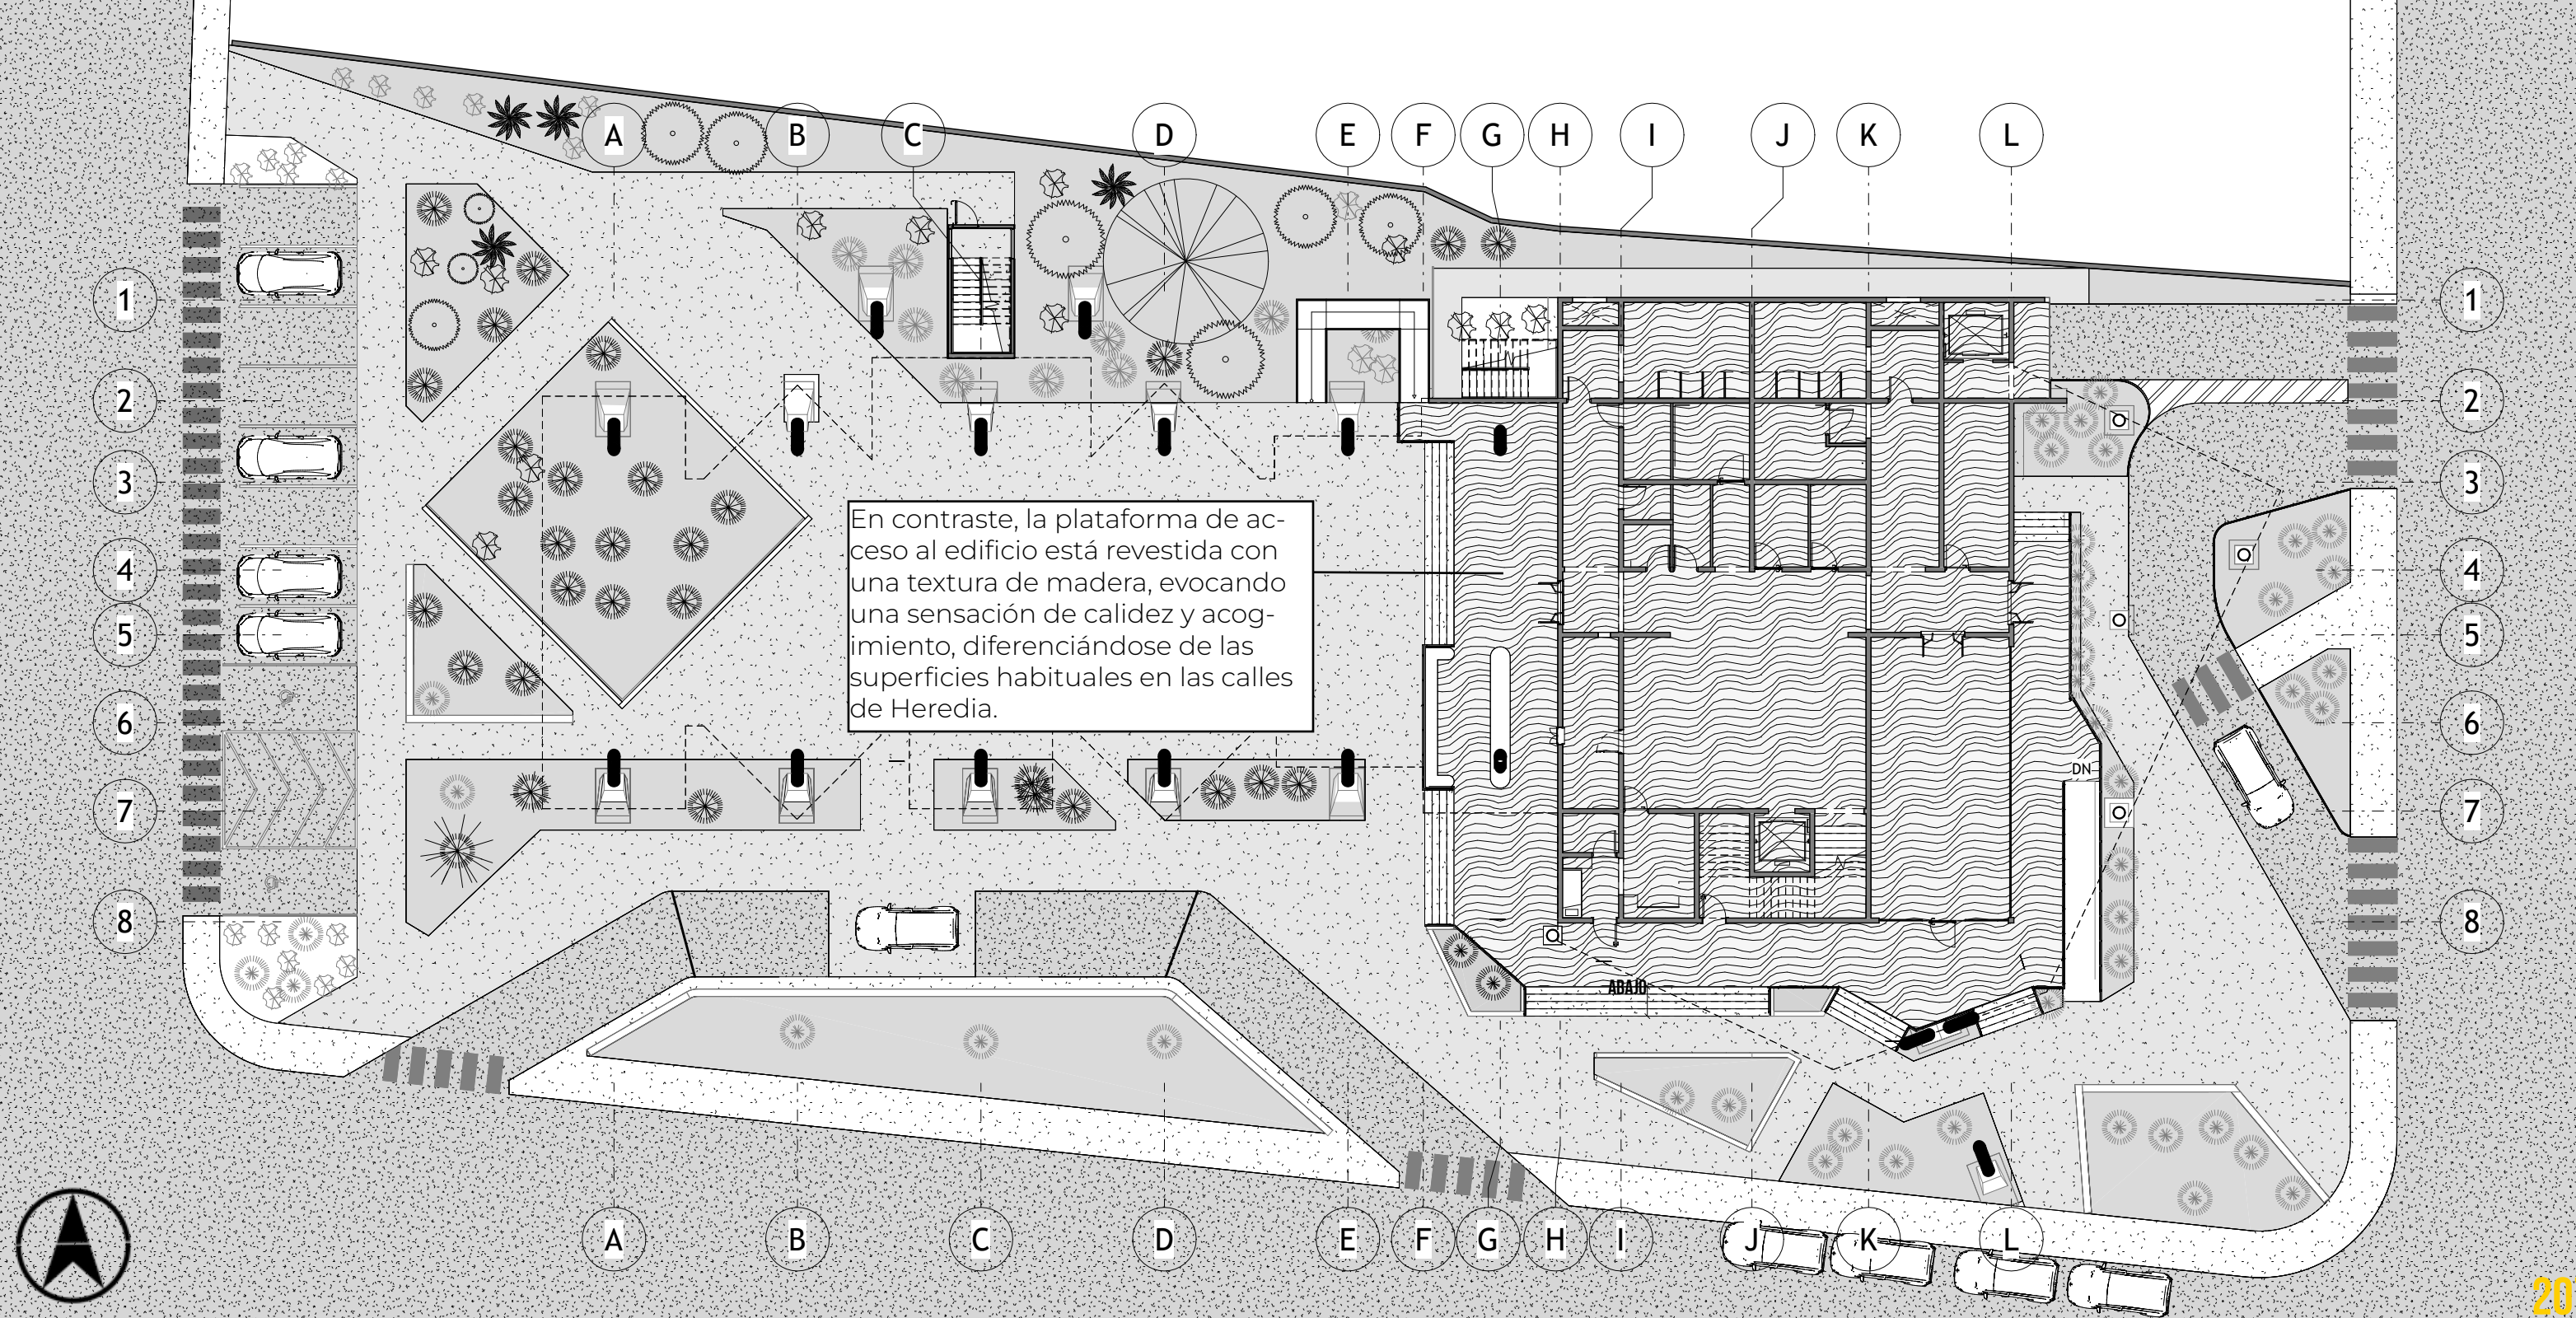 A B C D E F G H I J K L
1 1
2 2
3 3
En contraste, la plataforma de ac-
ceso al edificio está revestida con
una textura de madera, evocando
una sensación de calidez y acog-
imiento, diferenciándose de las
superficies habituales en las calles
de Heredia.
4 4
5 5
6 6
DN
7 7
8 8
ABAJO
A B C D E F G H I J K L
20